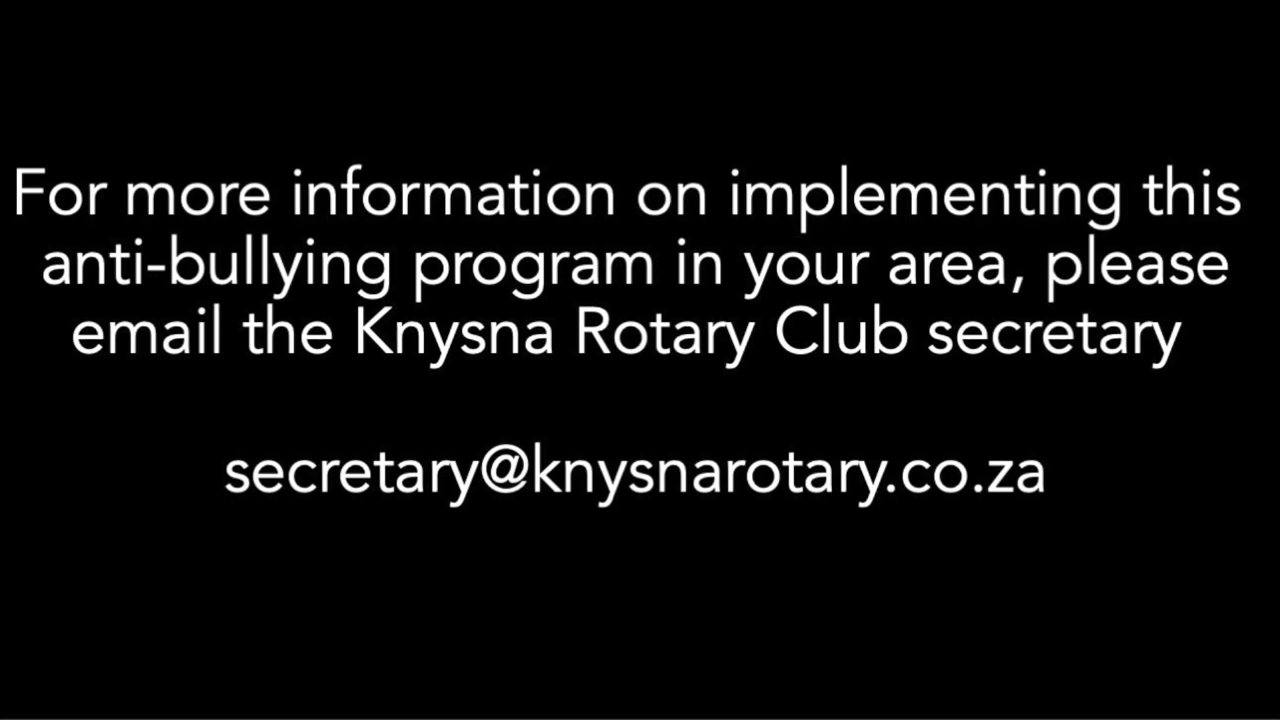 For more information on implementing this
anti-bullying program in your area, please
email the Knysna Rotary Club secretary
secretary@knysnarotary.co.za